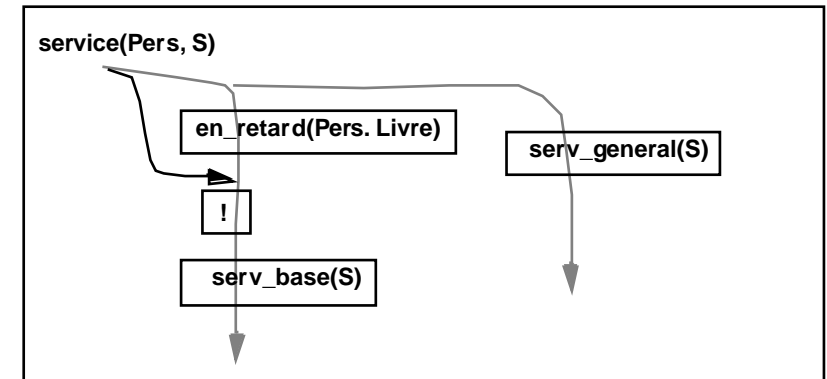 service(Pers, S)
en_retard(Pers. Livre)
serv_general(S)
!
serv_base(S)